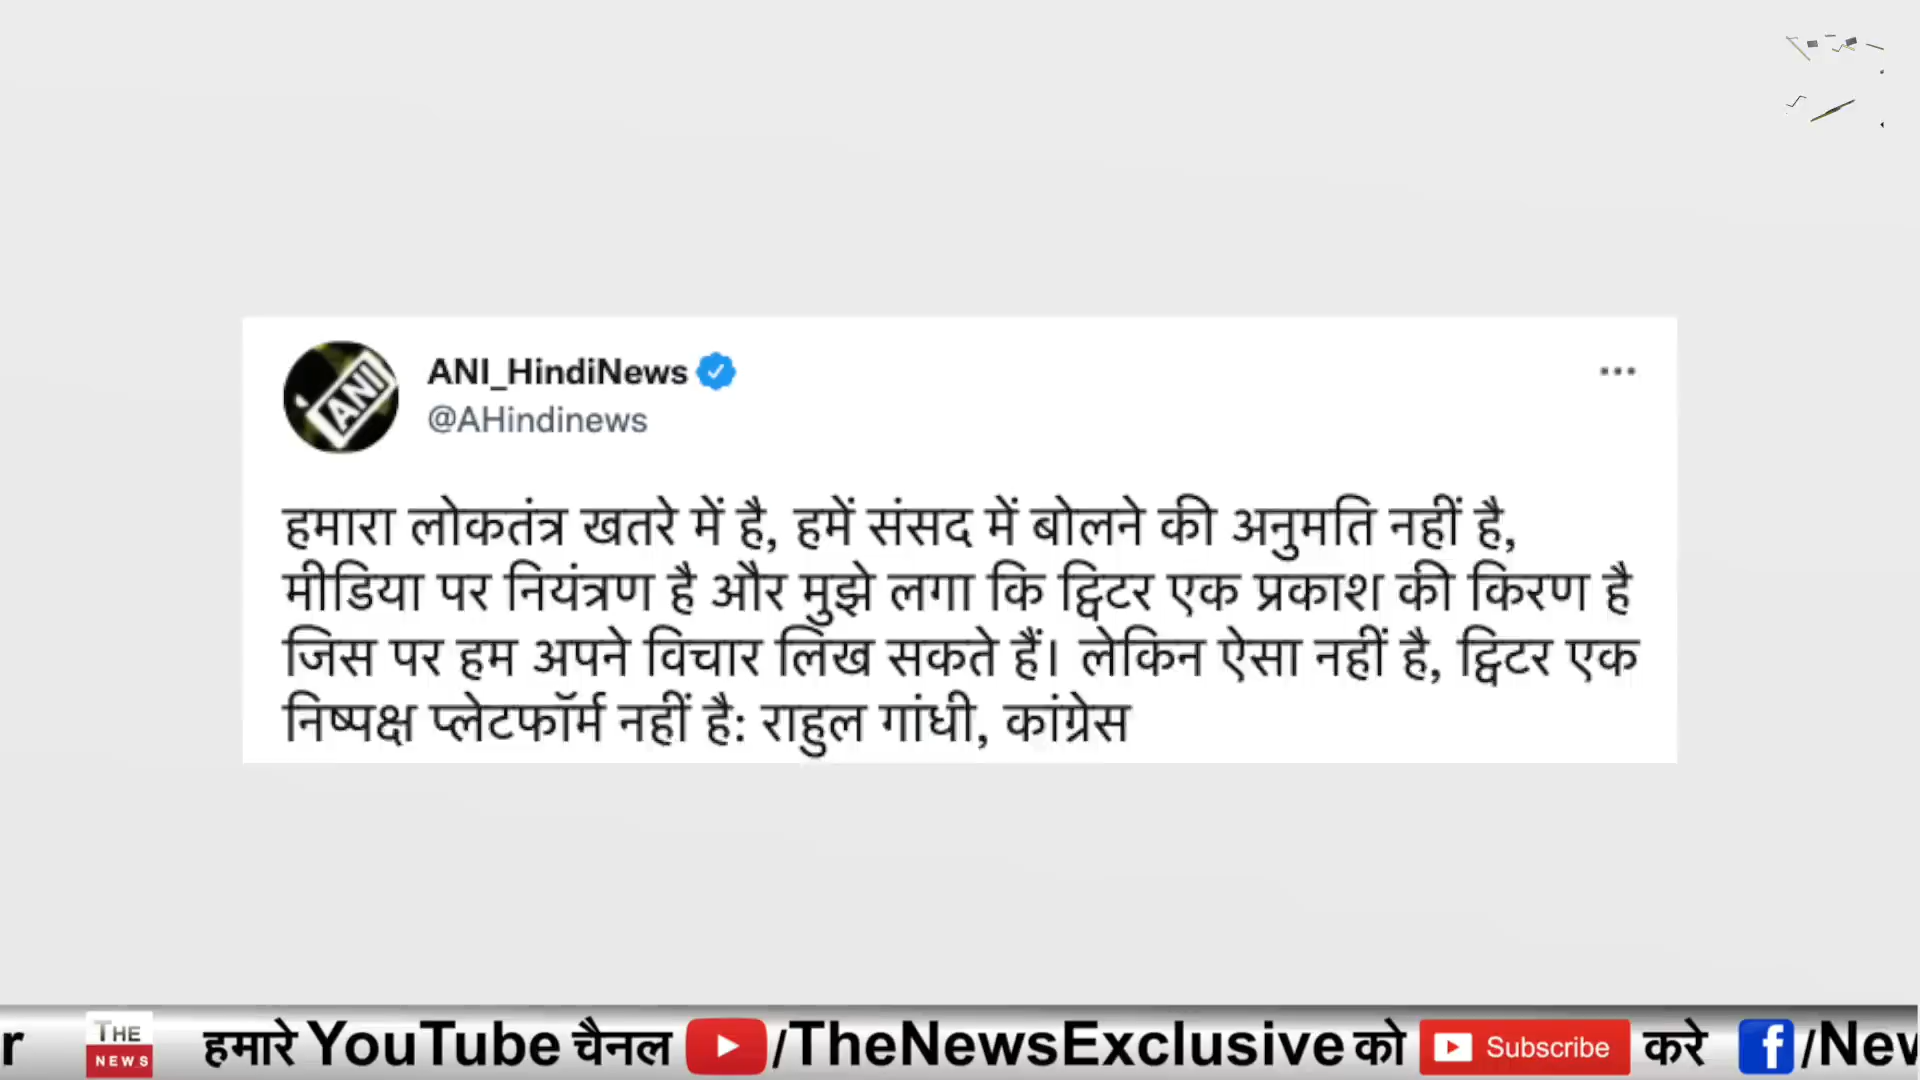 ANI_HindiNews
@AHindinews
हमारा लोकतंत्र खतरे में है, हमें संसद में बोलने की अनुमति नहीं है,
मीडिया पर नियंत्रण है और मुझे लगा कि ट्विटर एक प्रकाश की किरण है
जिस पर हम अपने विचार लिख सकते हैं। लेकिन ऐसा नहीं है, ट्विटर एक
निष्पक्ष प्लेटफॉर्म नहीं है: राहुल गांधी, कांग्रेस
r THE NEWS हमारे YouTube चैनल /TheNewsExclusive को Subscribe करे f/New